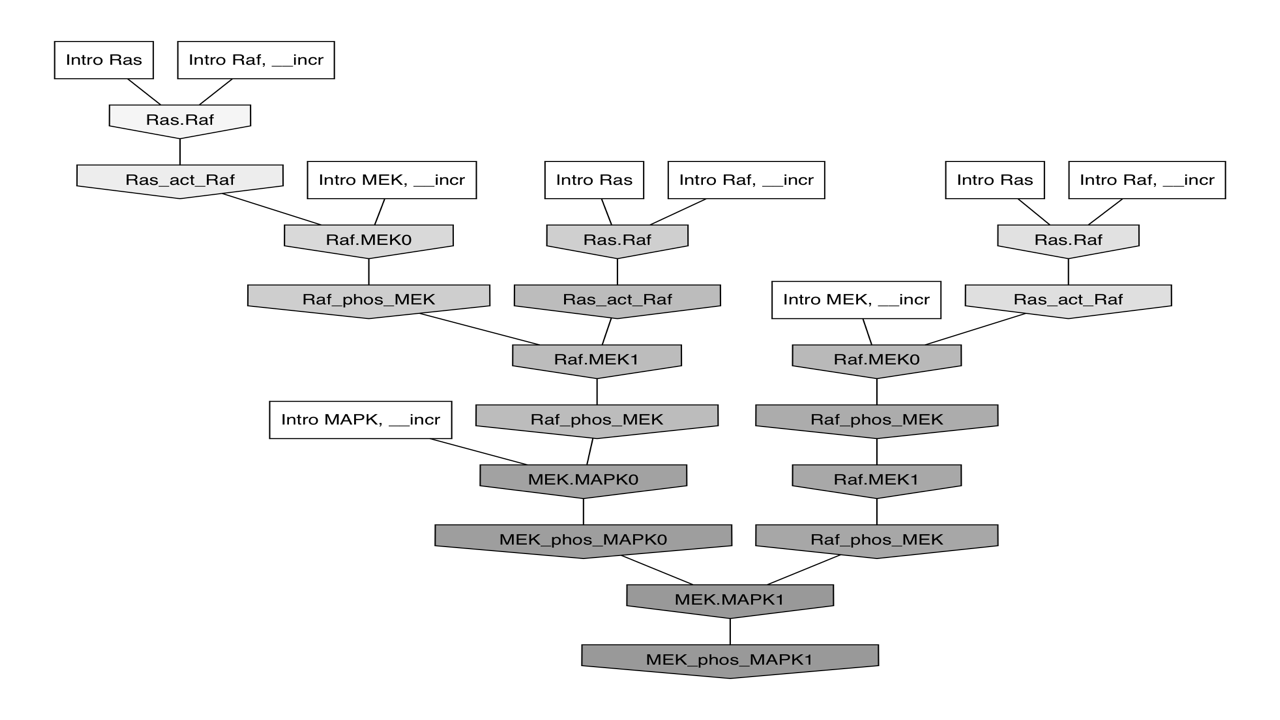 Intro Ras
Intro Raf, __incr
Ras.Raf
Ras_act_Raf
Intro MEK, __incr
Intro Ras
Intro Raf, __incr
Intro Ras
Intro Raf, __incr
Raf.MEK0
Ras.Raf
Ras.Raf
Raf_phos_MEK
Ras_act_Raf
Intro MEK, __incr
Ras_act_Raf
Raf.MEK1
Raf.MEK0
Intro MAPK, __incr
Raf_phos_MEK
Raf_phos_MEK
MEK.MAPK0
Raf.MEK1
MEK_phos_MAPK0
Raf_phos_MEK
MEK.MAPK1
MEK_phos_MAPK1